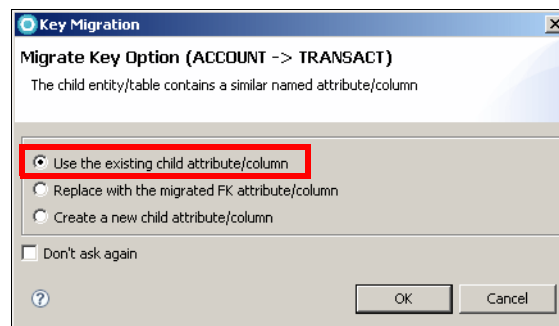 Key Migration
Migrate Key Option (ACCOUNT -> TRANSACT)
The child entity/table contains a similar named attribute/column
Use the existing child attribute/column
Replace with the migrated FK attribute/column
Create a new child attribute/column
Don't ask again
? OK Cancel